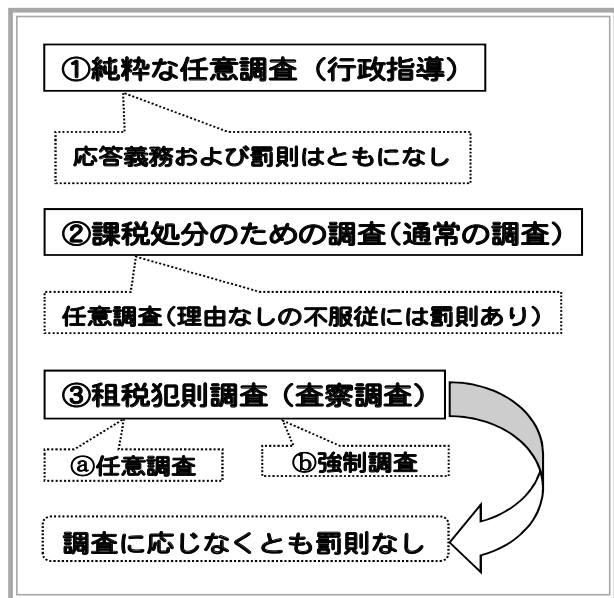 ①純粋な任意調査（行政指導）
応答義務および罰則はともになし
②課税処分のための調査（通常の調査）
任意調査（理由なしの不服従には罰則あり）
③租税犯則調査（査察調査）
ⓐ任意調査
ⓑ強制調査
調査に応じなくとも罰則なし